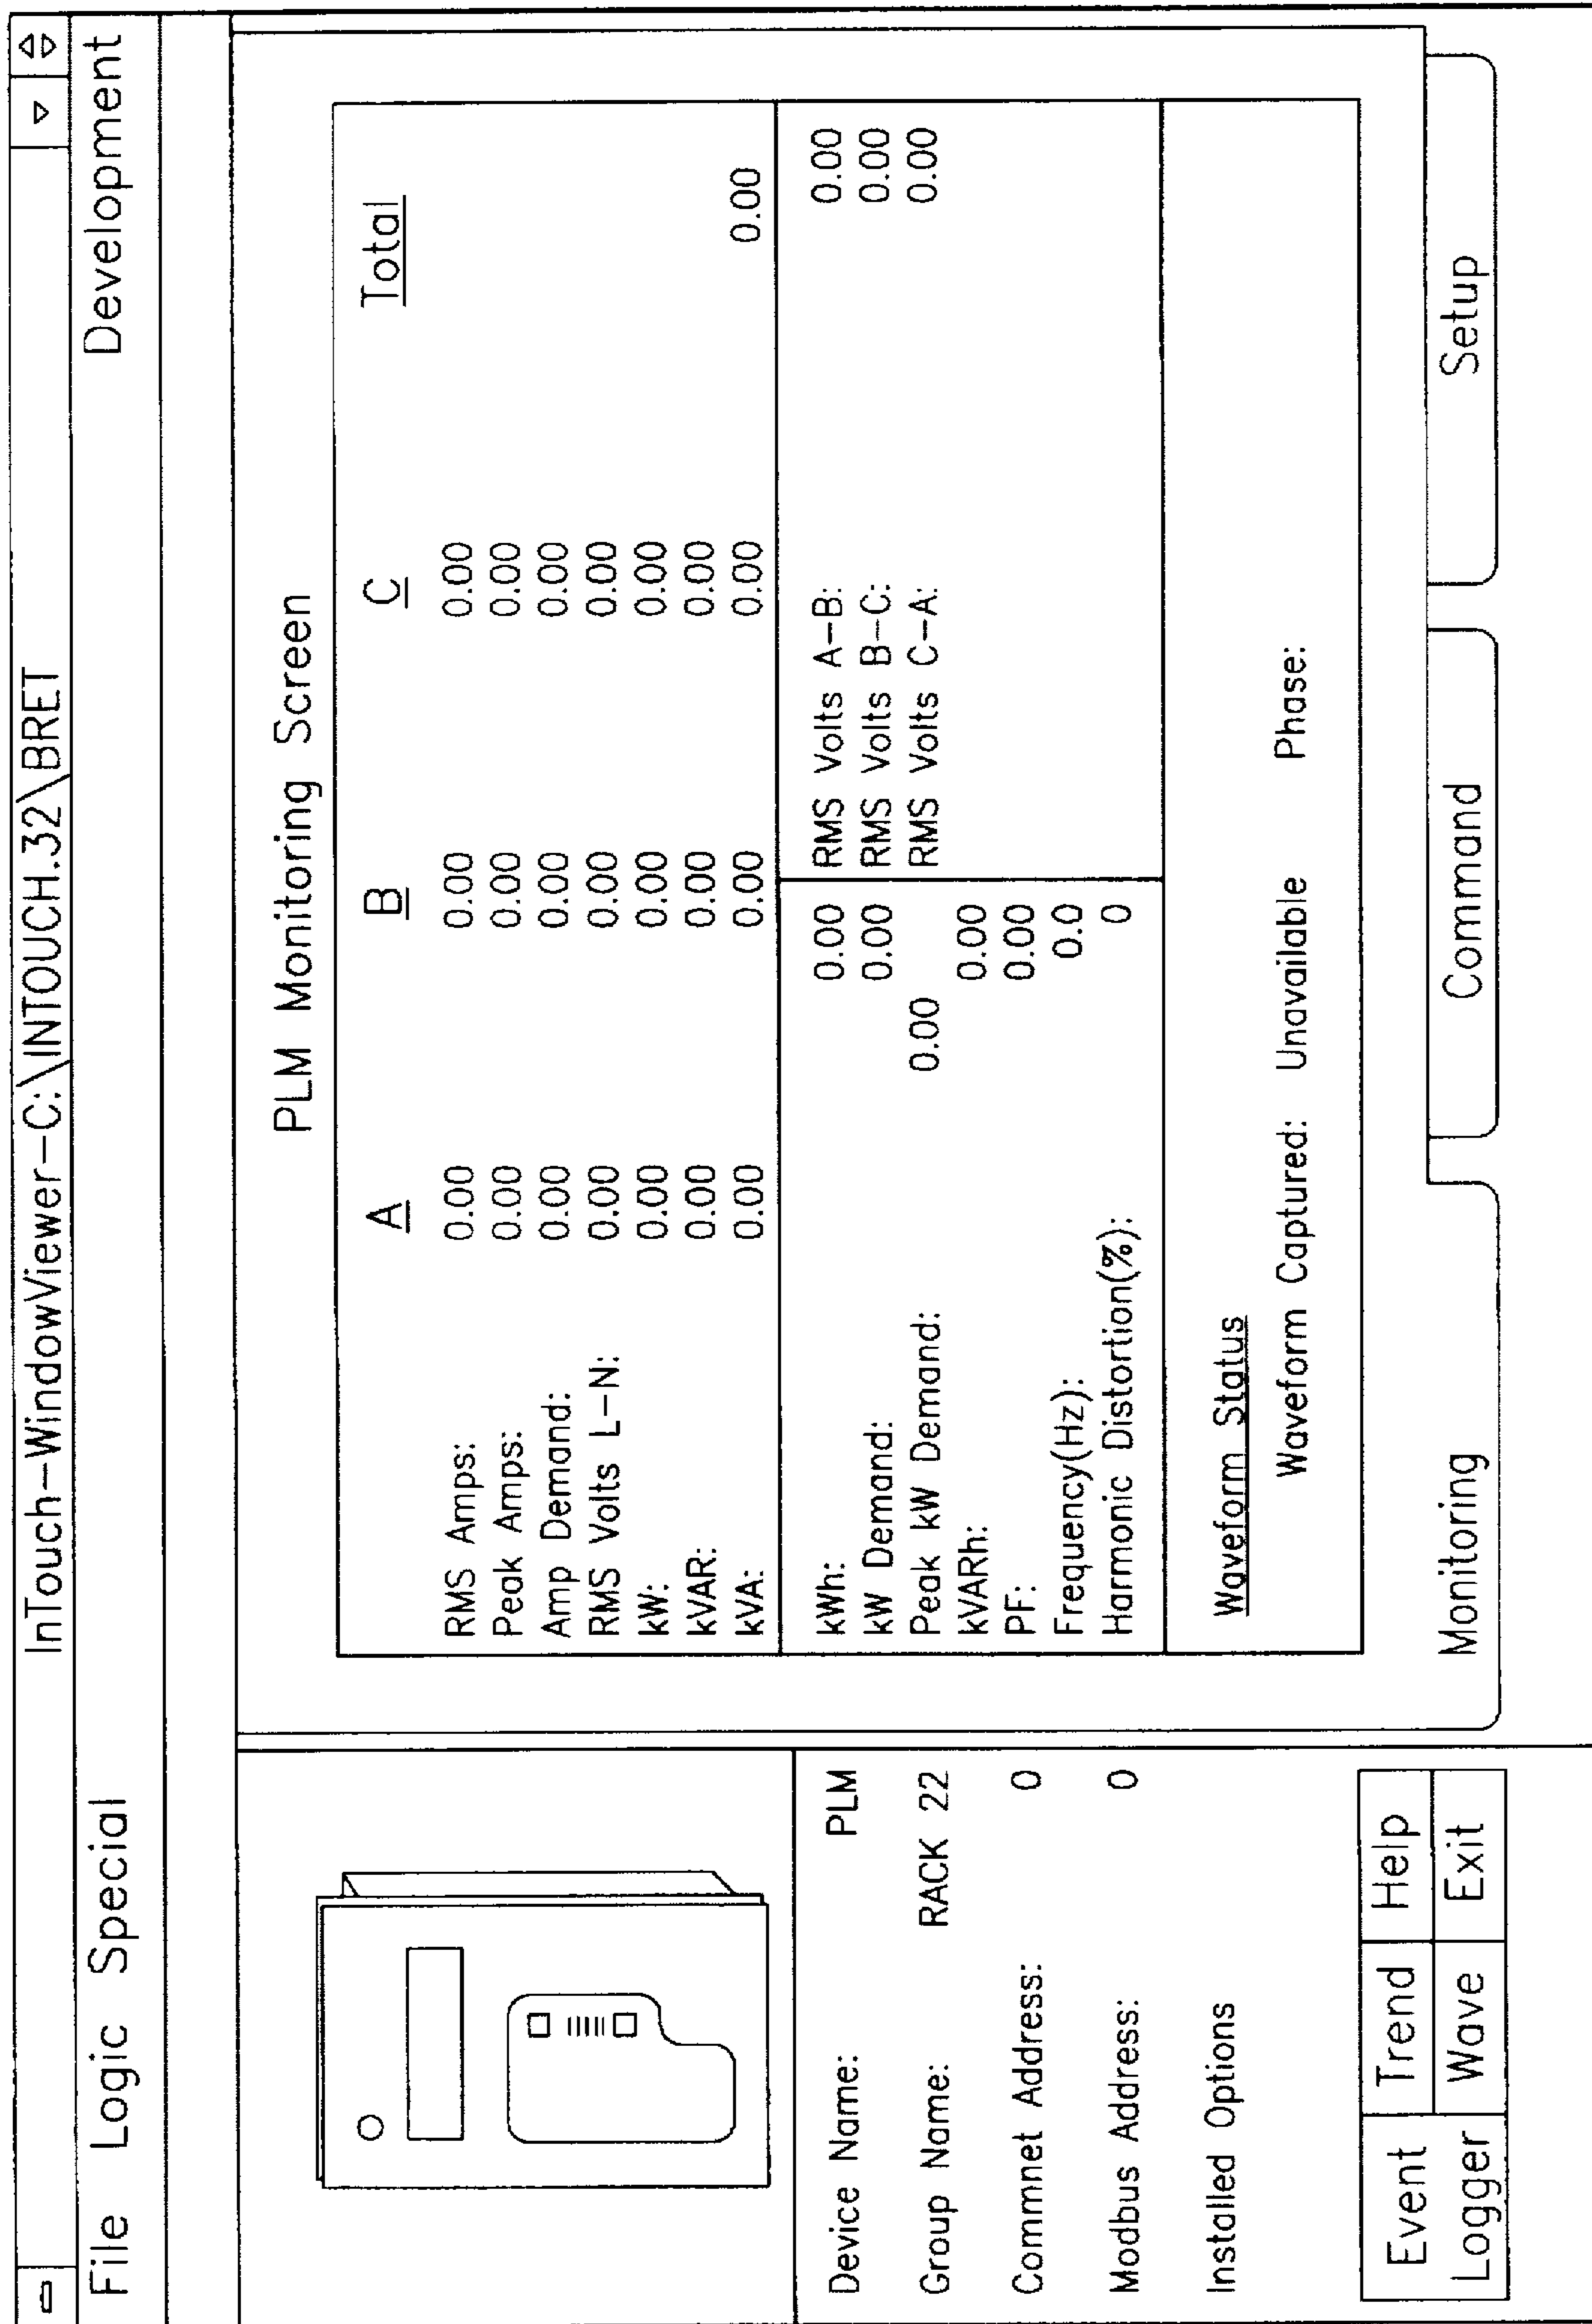 InTouch–WindowViewer–C:\INTOUCH.32\BRET
File Logic Special Development
PLM Monitoring Screen
A B C Total
RMS Amps: 0.00 0.00 0.00
Peak Amps: 0.00 0.00 0.00
Amp Demand: 0.00 0.00 0.00
RMS Volts L–N: 0.00 0.00 0.00
kW: 0.00 0.00 0.00
kVAR: 0.00 0.00 0.00
kVA: 0.00 0.00 0.00 0.00
kWh: 0.00 RMS Volts A–B: 0.00
kW Demand: 0.00 RMS Volts B–C: 0.00
Peak kW Demand: 0.00 RMS Volts C–A: 0.00
kVARh: 0.00
PF: 0.00
Frequency(Hz): 0.0
Harmonic Distortion(%): 0
Waveform Status
Waveform Captured: Unavailable Phase:
Monitoring Command Setup
Device Name: PLM
Group Name: RACK 22
Commnet Address: 0
Modbus Address: 0
Installed Options
Event Logger
Trend Help
Wave Exit